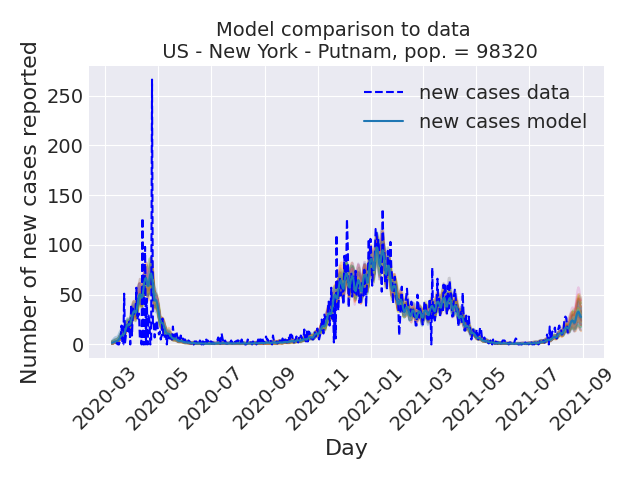 Model comparison to data
US - New York - Putnam, pop. = 98320
Number of new cases reported
250
200
150
100
50
0
new cases data
new cases model
2020-03
2020-05
2020-07
2020-09
2020-11
2021-01
2021-03
2021-05
2021-07
2021-09
Day